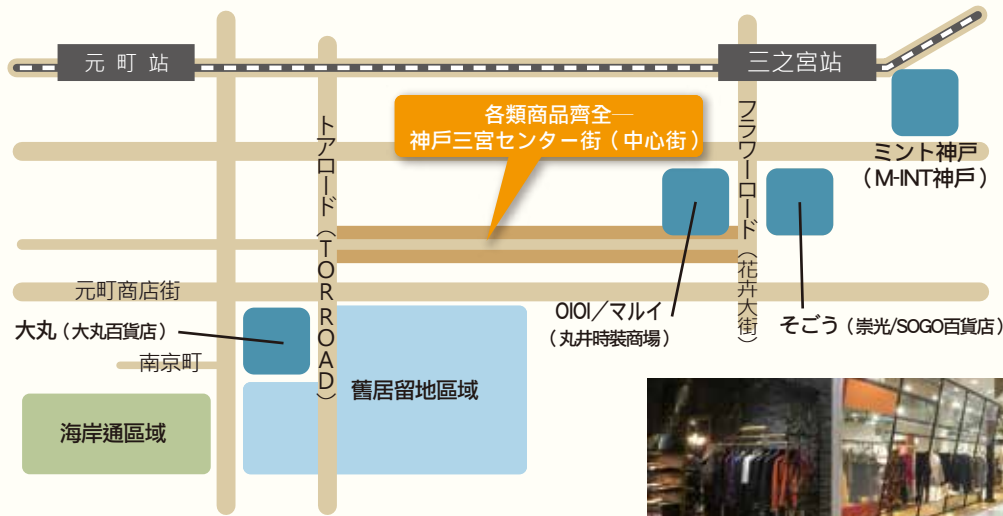 元町站
三之宮站
各類商品齊全—
神戶三宮センター街（中心街）
ミント神戸
（M-INT神戶）
トアロード（TOR ROAD）
フラワーロード（花卉大街）
元町商店街
大丸（大丸百貨店）
南京町
OIOI／マルイ
（丸井時裝商場）
そごう（崇光/SOGO百貨店）
舊居留地區域
海岸通區域